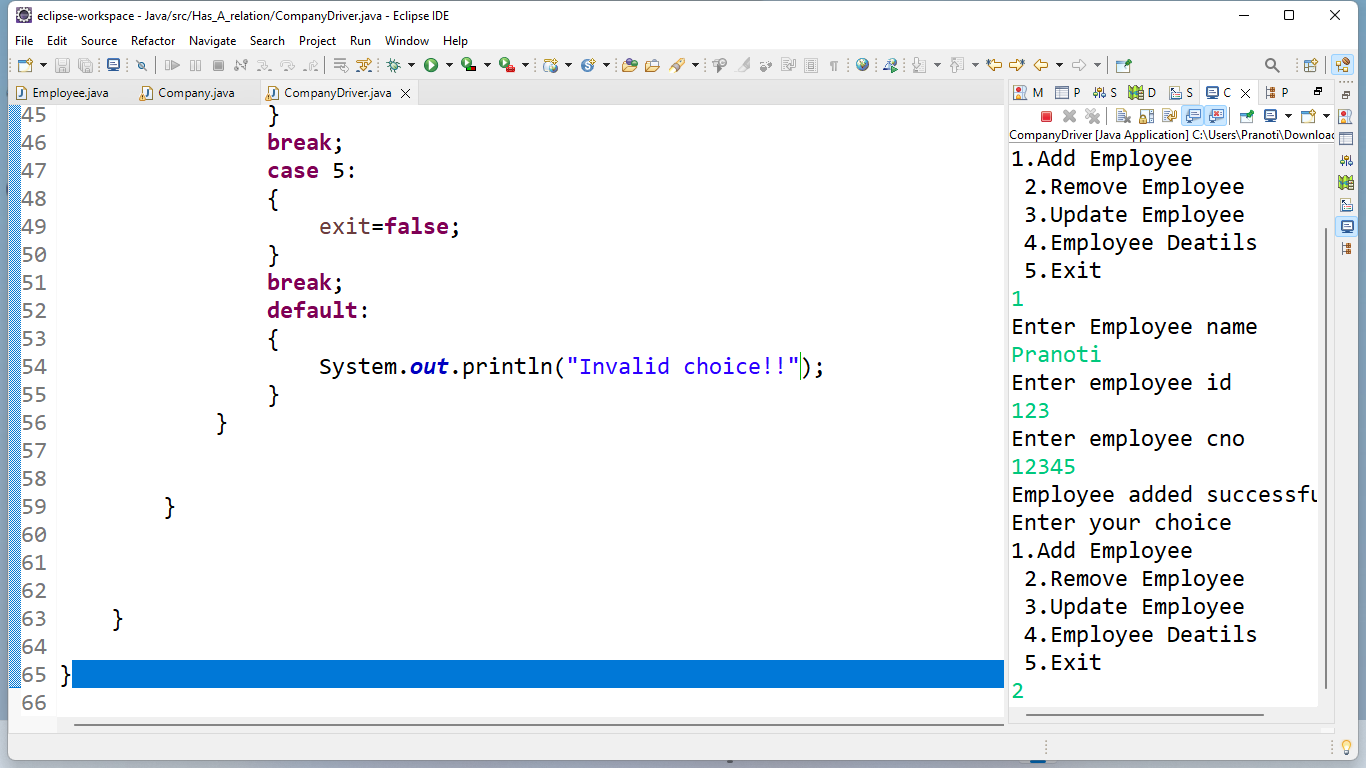 eclipse-workspace - Java/src/Has_A_relation/CompanyDriver.java - Eclipse IDE
File Edit Source Refactor Navigate Search Project Run Window Help
Employee.java Company.java CompanyDriver.java M P S D S C P
CompanyDriver [Java Application] C:\Users\Pranoti\Downloac
45 }
46 break;
47 case 5:
48 {
49 exit=false;
50 }
51 break;
52 default:
53 {
54 System.out.println("Invalid choice!!");
55 }
56 }
57
58
59 }
60
61
62
63 }
64
65 }
66
1.Add Employee
2.Remove Employee
3.Update Employee
4.Employee Deatils
5.Exit
1
Enter Employee name
Pranoti
Enter employee id
123
Enter employee cno
12345
Employee added successfu
Enter your choice
1.Add Employee
2.Remove Employee
3.Update Employee
4.Employee Deatils
5.Exit
2